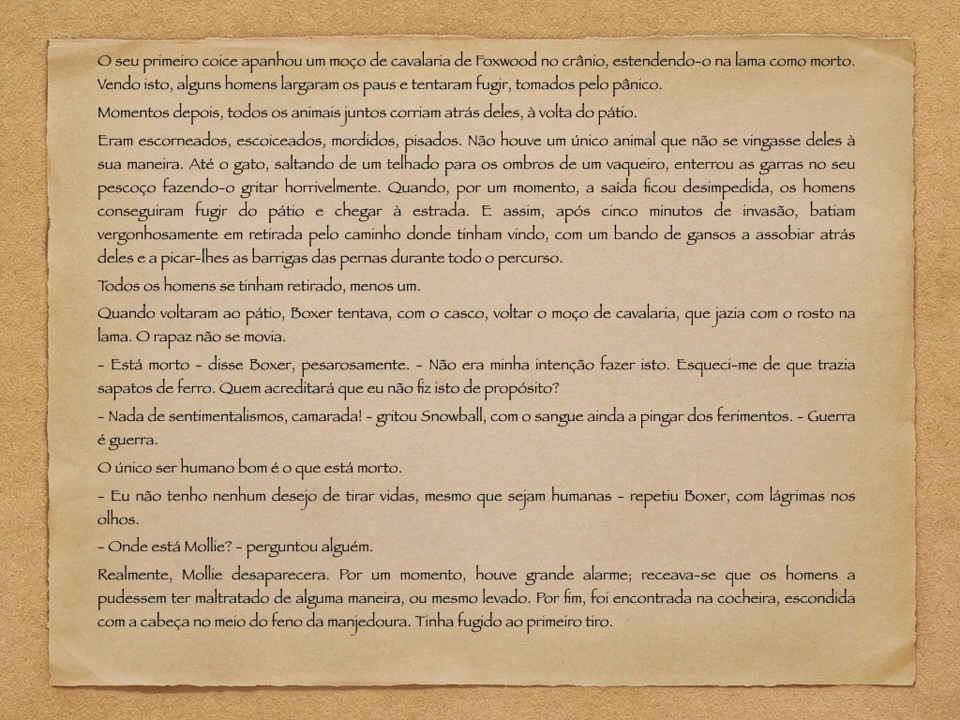 O seu primeiro coice apanhou um moço de cavalaria de Foxwood no crânio, estendendo-o na lama como morto.
Vendo isto, alguns homens largaram os paus e tentaram fugir, tomados pelo pânico.
Momentos depois, todos os animais juntos corriam atrás deles, à volta do pátio.
Eram escorneados, escoiceados, mordidos, pisados. Não houve um único animal que não se vingasse deles à
sua maneira. Até o gato, saltando de um telhado para os ombros de um vaqueiro, enterrou as garras no seu
pescoço fazendo-o gritar horrivelmente. Quando, por um momento, a saída ficou desimpedida, os homens
conseguiram fugir do pátio e chegar à estrada. E assim, após cinco minutos de invasão, batiam
vergonhosamente em retirada pelo caminho donde tinham vindo, com um bando de gansos a assobiar atrás
deles e a picar-lhes as barrigas das pernas durante todo o percurso.
Todos os homens se tinham retirado, menos um.
Quando voltaram ao pátio, Boxer tentava, com o casco, voltar o moço de cavalaria, que jazia com o rosto na
lama. O rapaz não se movia.
- Está morto - disse Boxer, pesarosamente. - Não era minha intenção fazer isto. Esqueci-me de que trazia
sapatos de ferro. Quem acreditará que eu não fiz isto de propósito?
- Nada de sentimentalismos, camarada! - gritou Snowball, com o sangue ainda a pingar dos ferimentos. - Guerra
é guerra.
O único ser humano bom é o que está morto.
- Eu não tenho nenhum desejo de tirar vidas, mesmo que sejam humanas - repetiu Boxer, com lágrimas nos
olhos.
- Onde está Mollie? - perguntou alguém.
Realmente, Mollie desaparecera. Por um momento, houve grande alarme; receava-se que os homens a
pudessem ter maltratado de alguma maneira, ou mesmo levado. Por fim, foi encontrada na cocheira, escondida
com a cabeça no meio do feno da manjedoura. Tinha fugido ao primeiro tiro.